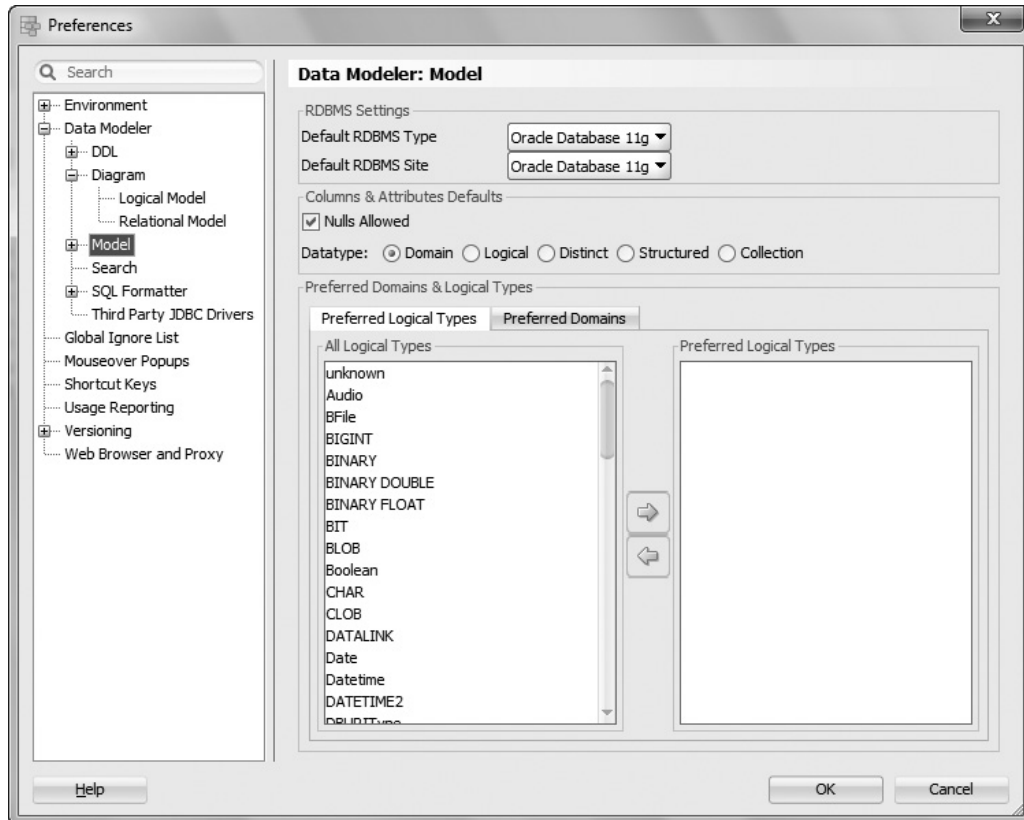 Preferences
Search
Environment
Data Modeler
DDL
Diagram
Logical Model
Relational Model
Model
Search
SQL Formatter
Third Party JDBC Drivers
Global Ignore List
Mouseover Popups
Shortcut Keys
Usage Reporting
Versioning
Web Browser and Proxy
Data Modeler: Model
RDBMS Settings
Default RDBMS Type Oracle Database 11g
Default RDBMS Site Oracle Database 11g
Columns & Attributes Defaults
Nulls Allowed
Datatype: Domain Logical Distinct Structured Collection
Preferred Domains & Logical Types
Preferred Logical Types Preferred Domains
All Logical Types
unknown
Audio
BFile
BIGINT
BINARY
BINARY DOUBLE
BINARY FLOAT
BIT
BLOB
Boolean
CHAR
CLOB
DATALINK
Date
Datetime
DATETIME2
Preferred Logical Types
Help
OK
Cancel